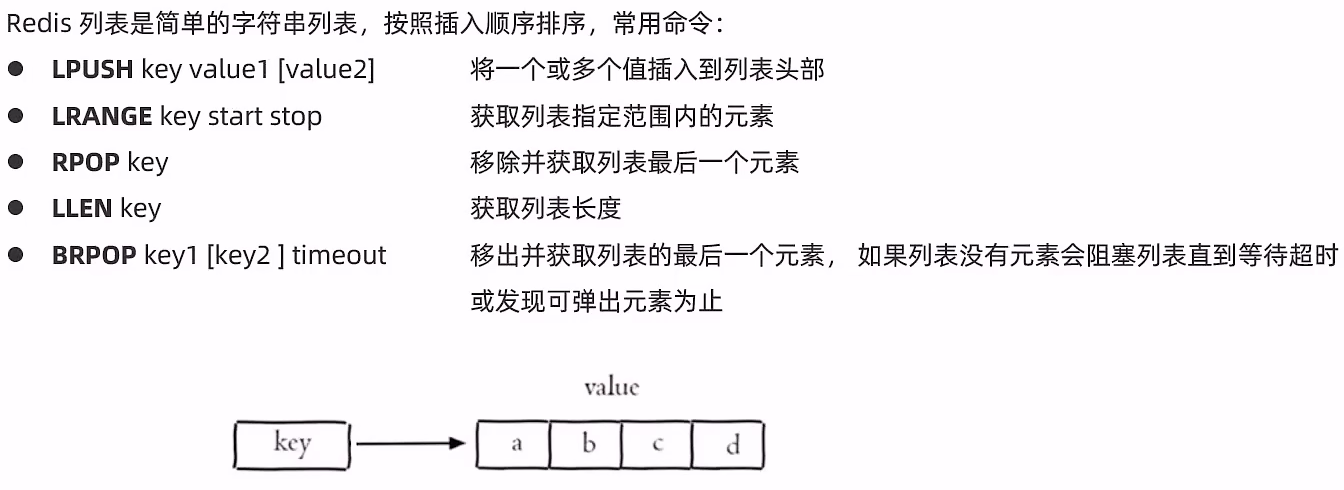 Redis 列表是简单的字符串列表，按照插入顺序排序，常用命令：
● LPUSH key value1 [value2] 将一个或多个值插入到列表头部
● LRANGE key start stop 获取列表指定范围内的元素
● RPOP key 移除并获取列表最后一个元素
● LLEN key 获取列表长度
● BRPOP key1 [key2 ] timeout 移出并获取列表的最后一个元素， 如果列表没有元素会阻塞列表直到等待超时
或发现可弹出元素为止
value
key a b c d